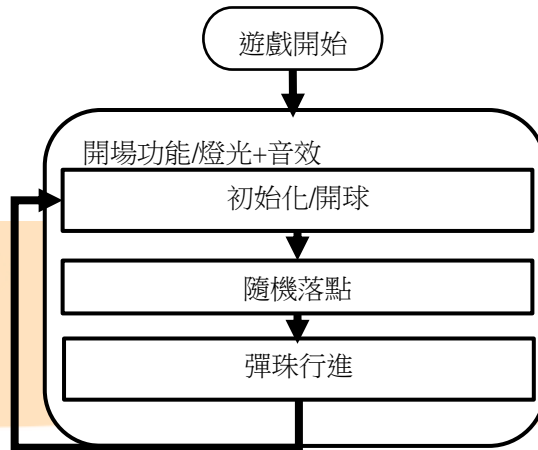 遊戲開始
開場功能/燈光+音效
初始化/開球
隨機落點
彈珠行進